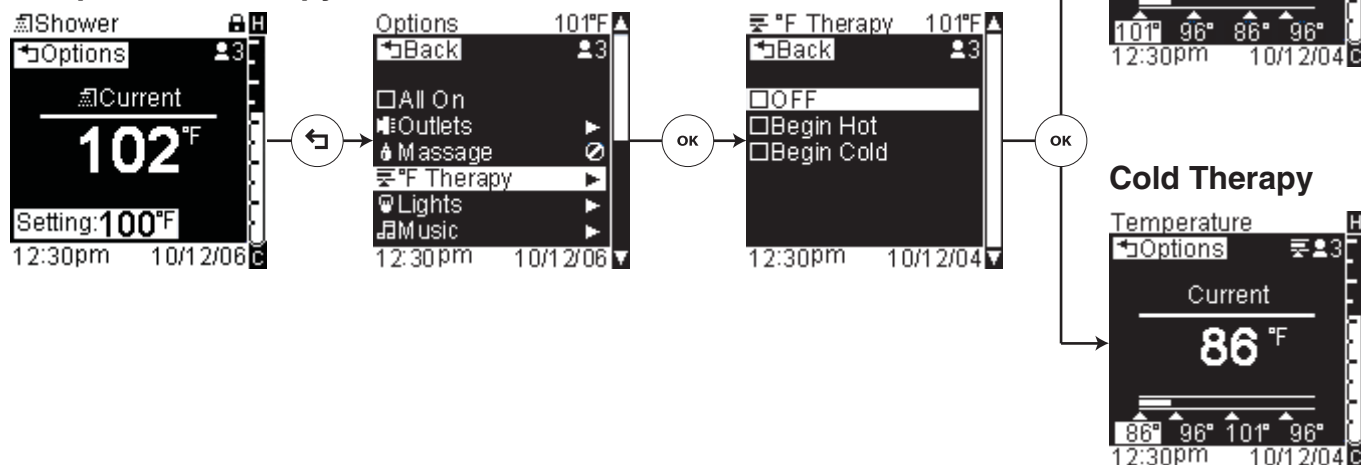 Shower H
Options 3
Current
102°F
Setting:100°F
12:30pm 10/12/06 C
Options 101°F
Back 3
All On
Outlets
Massage
°F Therapy
Lights
Music
12:30pm 10/12/06
OK
°F Therapy 101°F
Back 3
OFF
Begin Hot
Begin Cold
12:30pm 10/12/04
OK
101° 96° 86° 96°
12:30pm 10/12/04 C
Cold Therapy
Temperature H
Options 3
Current
86 °F
86° 96° 101° 96°
12:30pm 10/12/04 C